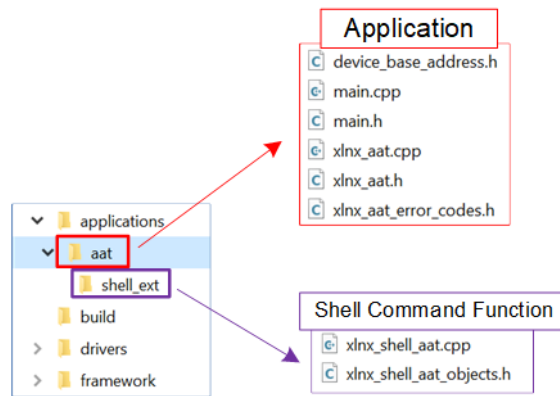 Application
device_base_address.h
main.cpp
main.h
xlnx_aat.cpp
xlnx_aat.h
xlnx_aat_error_codes.h
applications
aat
shell_ext
build
drivers
framework
Shell Command Function
xlnx_shell_aat.cpp
xlnx_shell_aat_objects.h